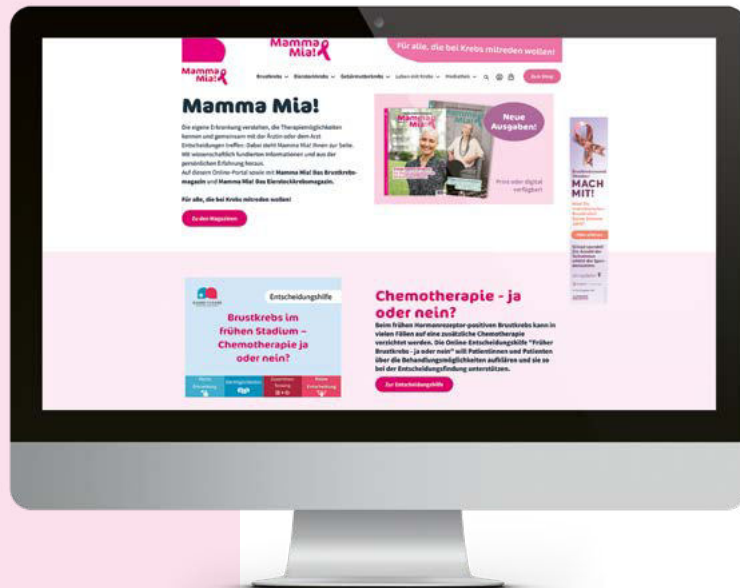 Mamma
Mia!
Für alle, die bei Krebs mitreden wollen!
Mamma
Mia!
Brustkrebs
Eierstockkrebs
Gebärmutterkrebs
Leben mit Krebs
Mediathek
Zum Shop
Mamma Mia!
Die eigene Erkrankung verstehen, die Therapiemöglichkeiten
kennen und gemeinsam mit der Ärztin oder dem Arzt
Entscheidungen treffen: Dabei steht Mamma Mia! Ihnen zur Seite.
Mit wissenschaftlich fundierten Informationen und aus der
persönlichen Erfahrung heraus.
Auf diesem Online-Portal sowie mit Mamma Mia! Das Brustkrebs-
magazin und Mamma Mia! Das Eierstockkrebsmagazin.
Für alle, die bei Krebs mitreden wollen!
Zu den Magazinen
Mamma
Mia!
Neue
Ausgaben!
Print oder digital
verfügbar
MACH
MIT!
Entscheidungshilfe
Brustkrebs im
frühen Stadium –
Chemotherapie ja
oder nein?
Chemotherapie - ja
oder nein?
Beim frühen Hormonrezeptor-positiven Brustkrebs kann in
vielen Fällen auf eine zusätzliche Chemotherapie
verzichtet werden. Die Online-Entscheidungshilfe "Früher
Brustkrebs - ja oder nein" will Patientinnen und Patienten
über die Behandlungsmöglichkeiten aufklären und sie so
bei der Entscheidungsfindung unterstützen.
Zur Entscheidungshilfe